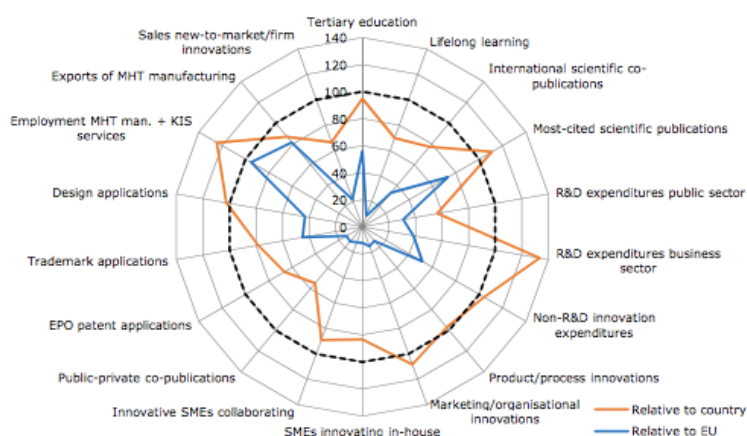 Tertiary education
140
120
100
80
60
40
20
0
Lifelong learning
International scientific co-
publications
Most-cited scientific publications
R&D expenditures public sector
R&D expenditures business
sector
Non-R&D innovation
expenditures
Product/process innovations
Marketing/organisational
innovations
SMEs innovating in-house
Innovative SMEs collaborating
Public-private co-publications
EPO patent applications
Trademark applications
Design applications
Employment MHT man. + KIS
services
Exports of MHT manufacturing
Sales new-to-market/firm
innovations
Relative to country
Relative to EU